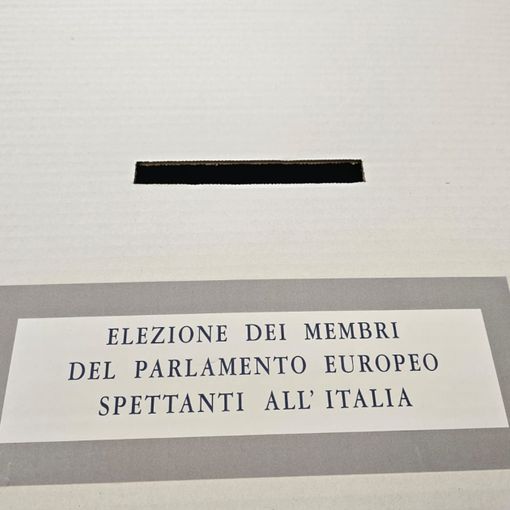 ELEZIONE DEI MEMBRI
DEL PARLAMENTO EUROPEO
SPETTANTI ALL' ITALIA